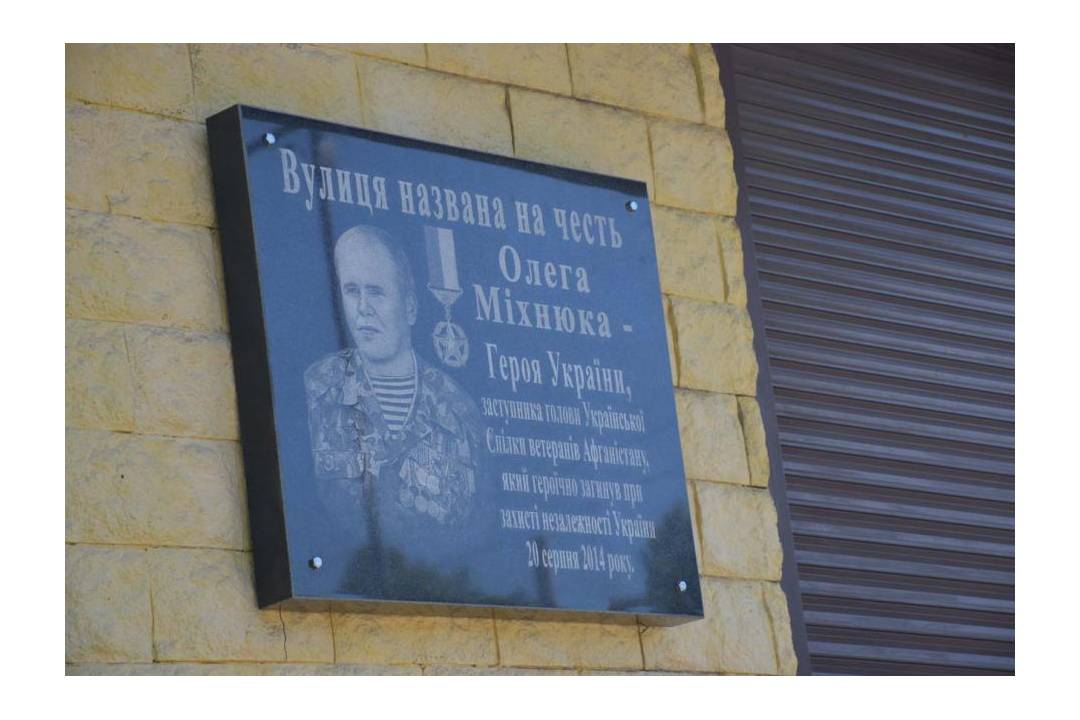 Вулиця названа на честь
Олега
Міхнюка -
Героя України,
заступника голови Української
Спілки ветеранів Афганістану,
який героїчно загинув при
захисті незалежності України
20 серпня 2014 року.